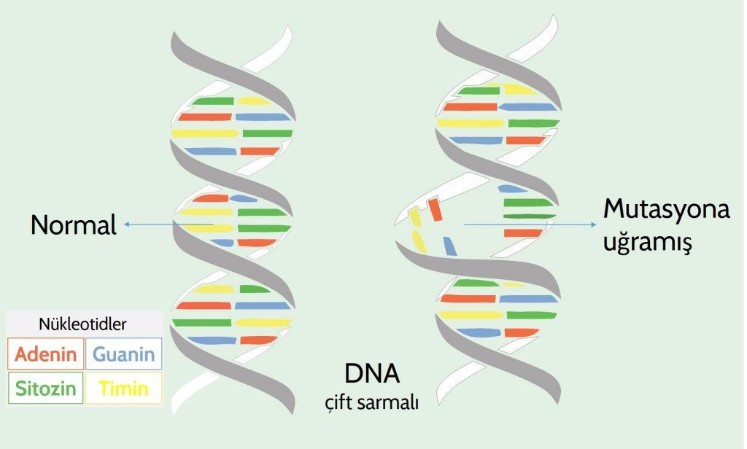 Normal
Mutasyona
uğramış
Nükleotidler
Adenin Guanin
Sitozin Timin
DNA
çift sarmalı